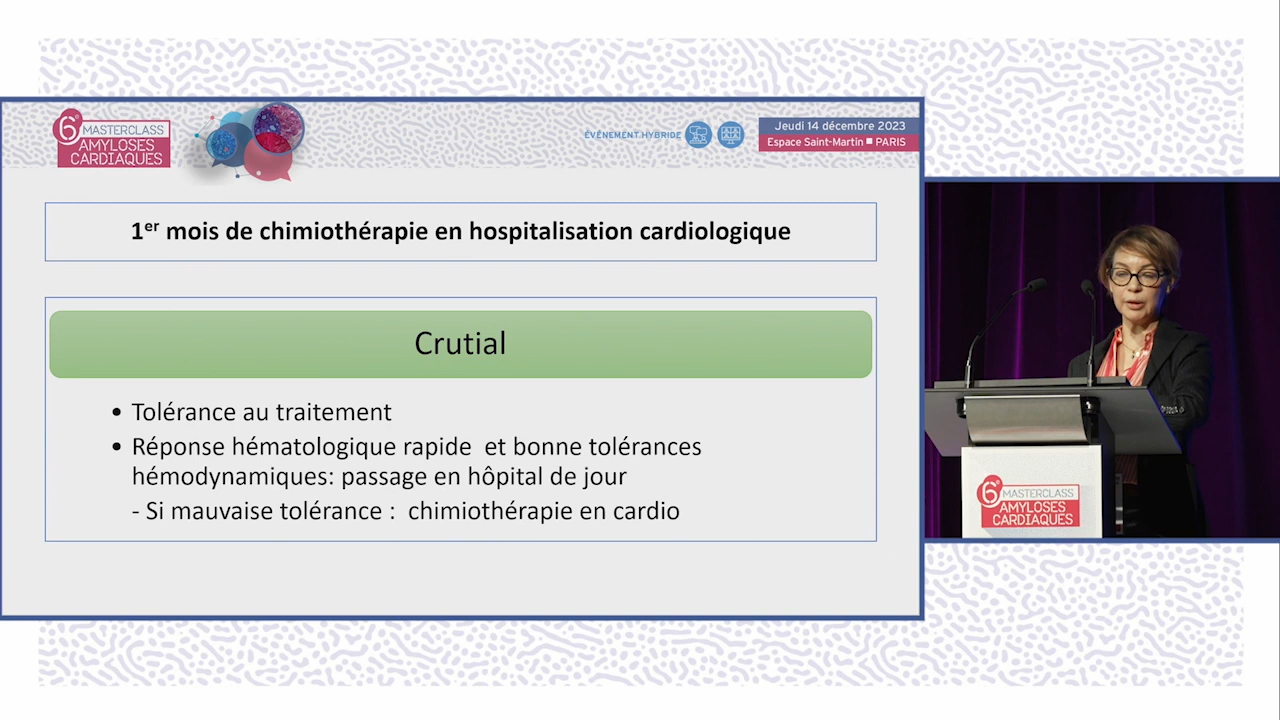 6e MASTERCLASS
AMYLOSES
CARDIAQUES
ÉVÉNEMENT HYBRIDE
Jeudi 14 décembre 2023
Espace Saint-Martin ■ PARIS
1er mois de chimiothérapie en hospitalisation cardiologique
Crutial
• Tolérance au traitement
• Réponse hématologique rapide et bonne tolérances
hémodynamiques: passage en hôpital de jour
- Si mauvaise tolérance : chimiothérapie en cardio
6e MASTERCLASS
AMYLOSES
CARDIAQUES